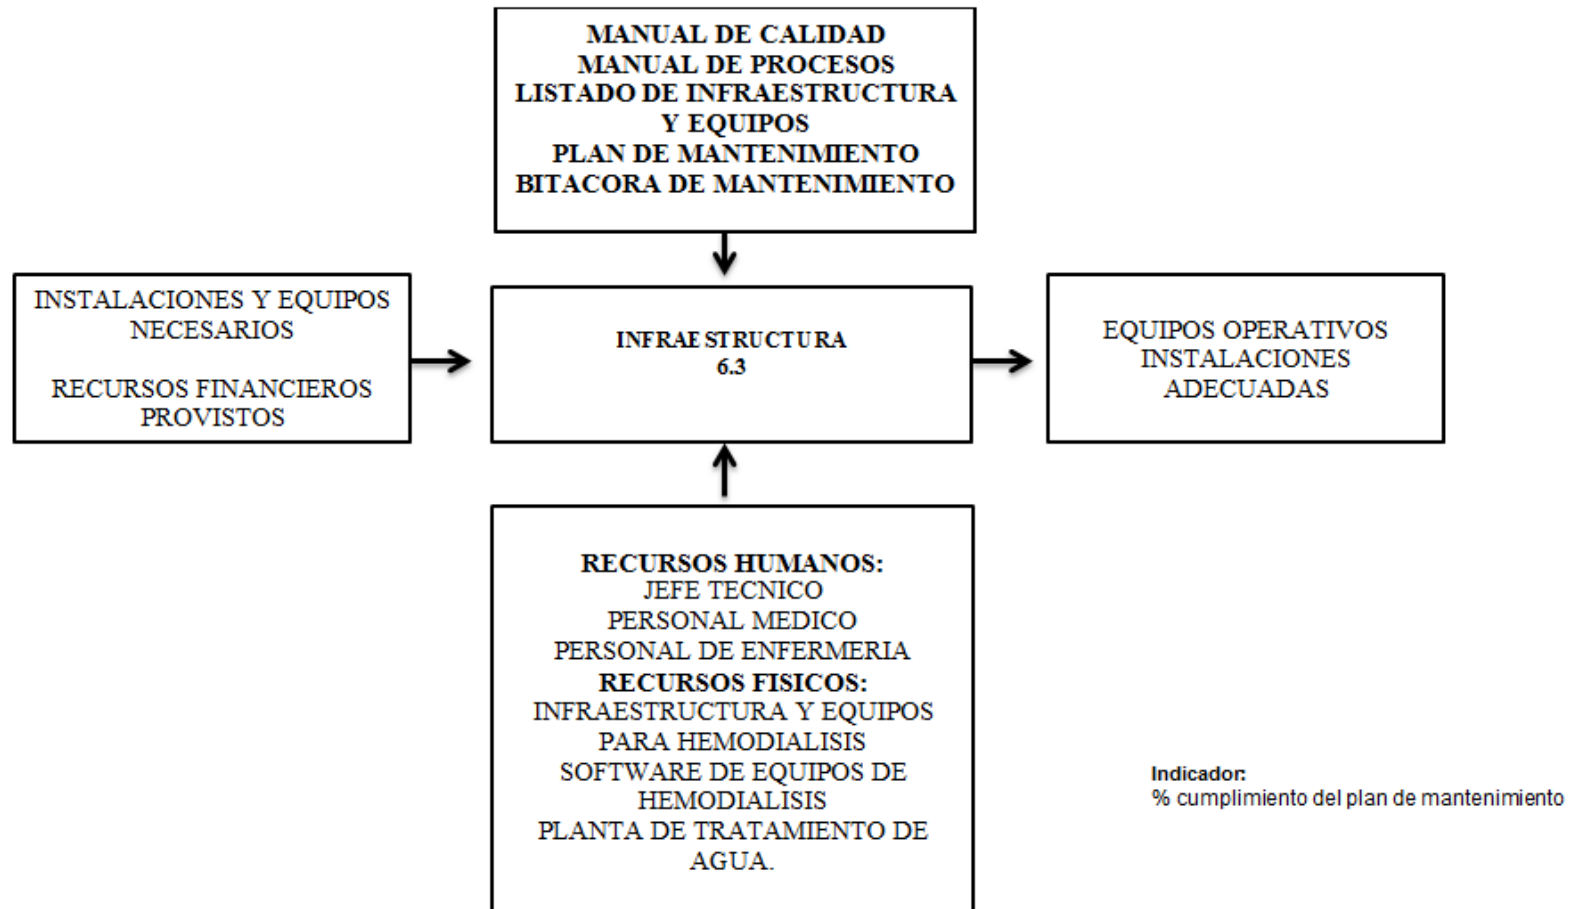 MANUAL DE CALIDAD
MANUAL DE PROCESOS
LISTADO DE INFRAESTRUCTURA
Y EQUIPOS
PLAN DE MANTENIMIENTO
BITACORA DE MANTENIMIENTO
INSTALACIONES Y EQUIPOS
NECESARIOS
RECURSOS FINANCIEROS
PROVISTOS
INFRAESTRUCTURA
6.3
EQUIPOS OPERATIVOS
INSTALACIONES
ADECUADAS
RECURSOS HUMANOS:
JEFE TECNICO
PERSONAL MEDICO
PERSONAL DE ENFERMERIA
RECURSOS FISICOS:
INFRAESTRUCTURA Y EQUIPOS
PARA HEMODIALISIS
SOFTWARE DE EQUIPOS DE
HEMODIALISIS
PLANTA DE TRATAMIENTO DE
AGUA.
Indicador:
% cumplimiento del plan de mantenimiento